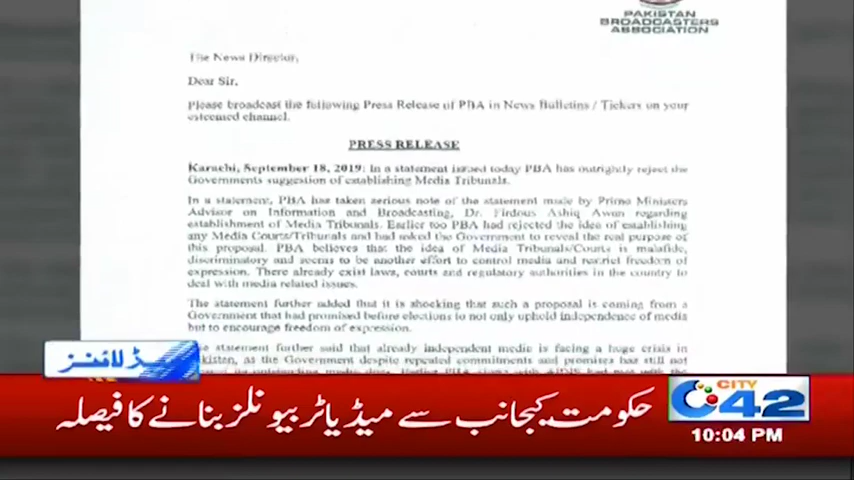 PAKISTAN
BROADCASTERS
ASSOCIATION
The News Director,
Dear Sir,
Please broadcast the following Press Release of PBA in News Bulletins / Tickers on your
esteemed channel.
PRESS RELEASE
Karachi, September 18, 2019: In a statement issued today PBA has outrightly reject the
Governments suggestion of establishing Media Tribunals.
In a statement, PBA has taken serious note of the statement made by Prime Ministers
Advisor on Information and Broadcasting, Dr. Firdous Ashiq Awan regarding
establishment of Media Tribunals. Earlier too PBA had rejected the idea of establishing
any Media Courts/Tribunals and had asked the Government to reveal the real purpose of
this proposal. PBA believes that the idea of Media Tribunals/Courts is malafide,
discriminatory and seems to be another effort to control media and restrict freedom of
expression. There already exist laws, courts and regulatory authorities in the country to
deal with media related issues.
The statement further added that it is shocking that such a proposal is coming from a
Government that had promised before elections to not only uphold independence of media
but to encourage freedom of expression.
statement further said that already independent media is facing a huge crisis in
as the Government despite repeated commitments and promises has still not
ہیڈلائنز
حکومت کیجانب سے میڈیا ٹربیونلز بنانے کا فیصلہ
CITY
42
10:04 PM